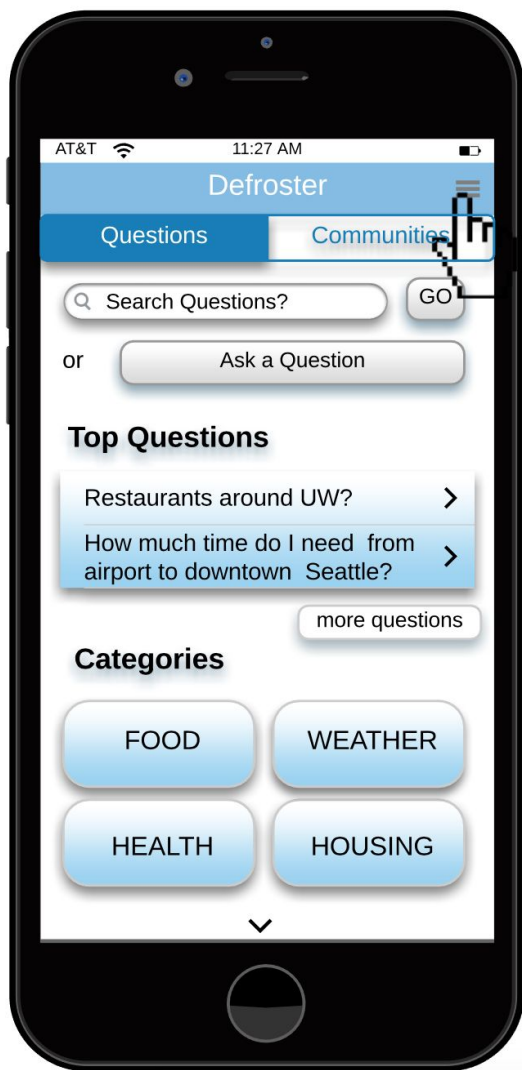 AT&T 11:27 AM
Defroster
Questions Communities
Search Questions? GO
or Ask a Question
Top Questions
Restaurants around UW?
How much time do I need from
airport to downtown Seattle?
more questions
Categories
FOOD WEATHER
HEALTH HOUSING